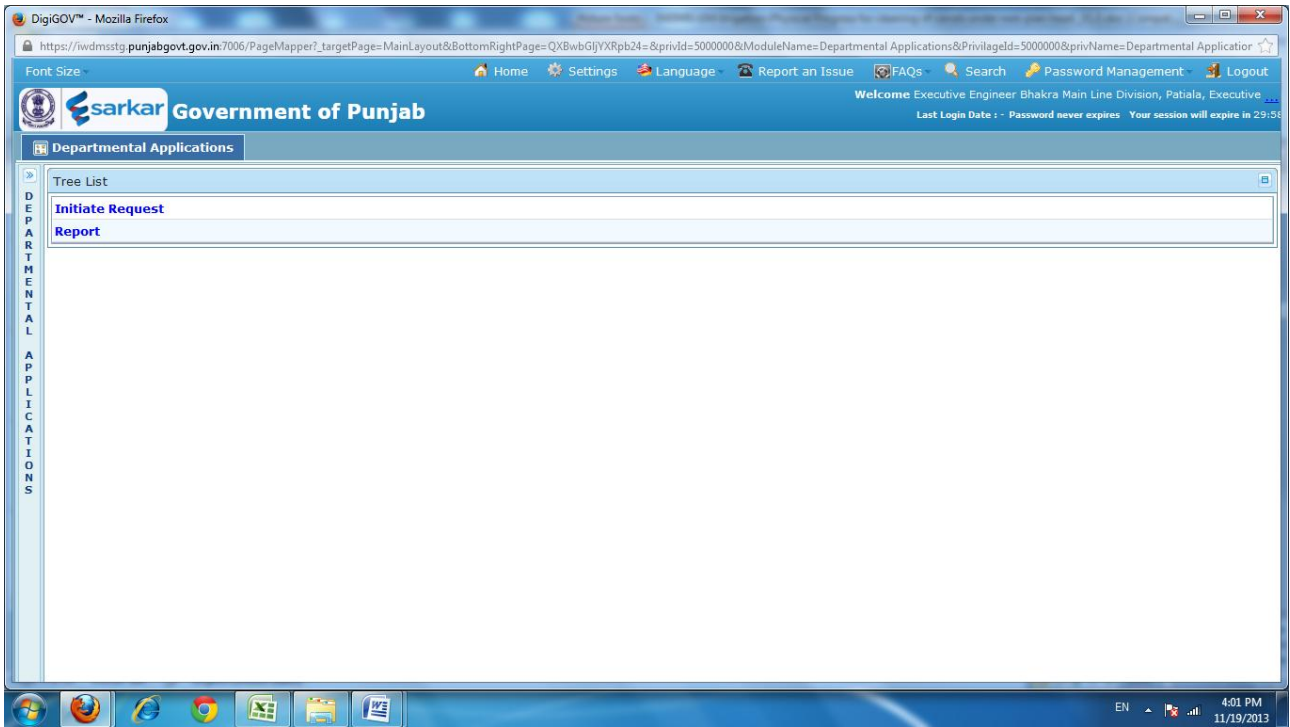 DigiGOV™ - Mozilla Firefox
https://iwdmsstg.punjabgovt.gov.in:7006/PageMapper?_targetPage=MainLayout&BottomRightPage=QXBwbGljYXRpb24=&privId=5000000&ModuleName=Departmental Applications&PrivilageId=5000000&privName=Departmental Applicatior
Font Size Home Settings Language Report an Issue FAQs Search Password Management Logout
Welcome Executive Engineer Bhakra Main Line Division, Patiala, Executive ...
esarkar Government of Punjab
Last Login Date : - Password never expires Your session will expire in 29:58
Departmental Applications
Tree List
Initiate Request
Report
DEPARTMENTAL APPLICATIONS
EN 4:01 PM
11/19/2013